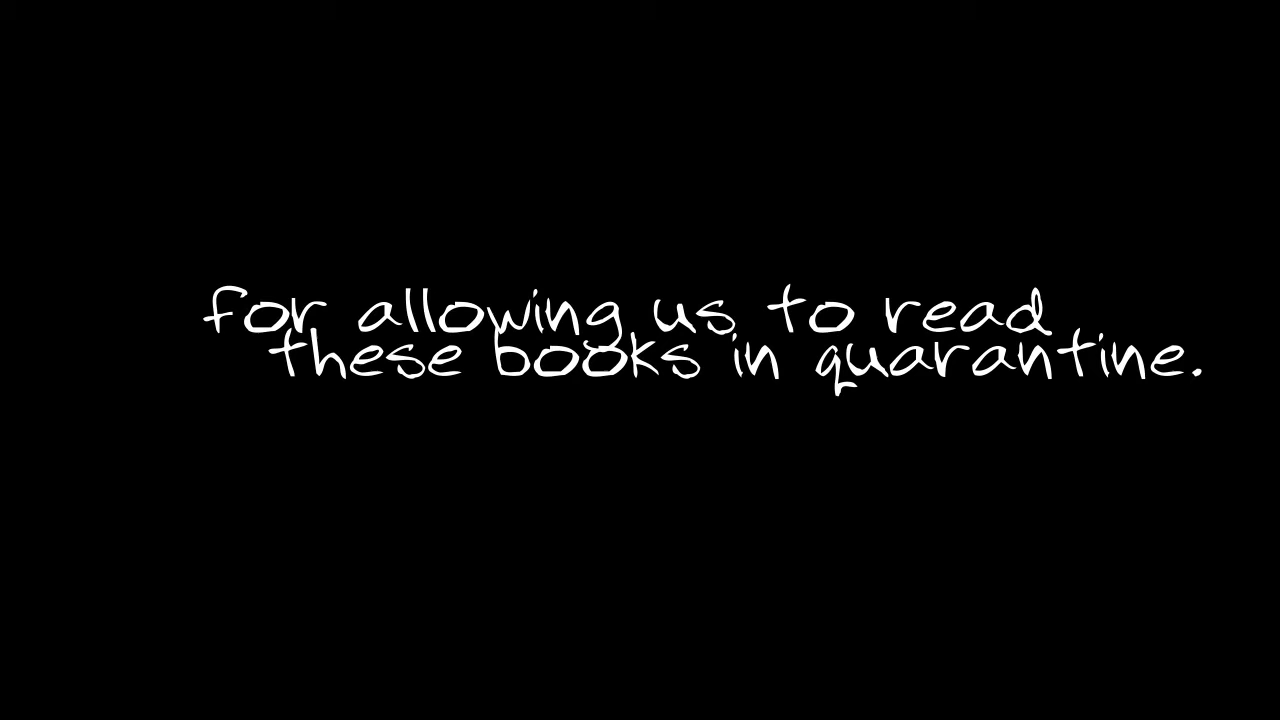 for allowing us to read
these books in quarantine.